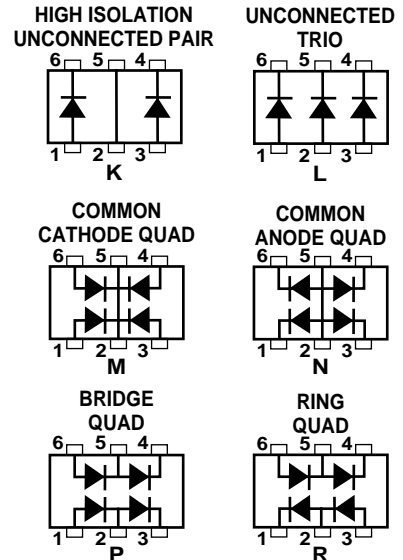 HIGH ISOLATION
UNCONNECTED PAIR
6 5 4
1 2 3
K
UNCONNECTED
TRIO
6 5 4
1 2 3
L
COMMON
CATHODE QUAD
6 5 4
1 2 3
M
COMMON
ANODE QUAD
6 5 4
1 2 3
N
BRIDGE
QUAD
6 5 4
1 2 3
P
RING
QUAD
6 5 4
1 2 3
R